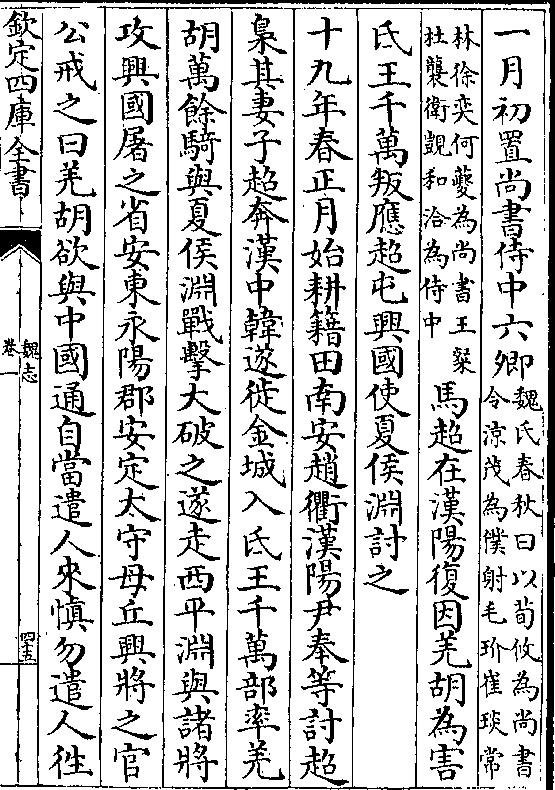 一月初置尚書侍中六卿魏氏春秋曰以荀攸為尚書
令涼茂為僕射毛玠崔琰常
林徐奕何夔為尚書王粲
杜襲衛覬和洽為侍中馬超在漢陽復因羌胡為害
氐王千萬叛應超屯興國使夏侯淵討之
十九年春正月始耕籍田南安趙衢漢陽尹奉等討超
梟其妻子超奔漢中韓遂徙金城入氐王千萬部率羌
胡萬餘騎與夏侯淵戰擊大破之遂走西平淵與諸將
攻興國屠之省安東永陽郡安定太守毋丘興將之官
公戒之曰羌胡欲與中國通自當遣人來慎勿遣人徃
欽定四庫全書
魏志
卷一
四五